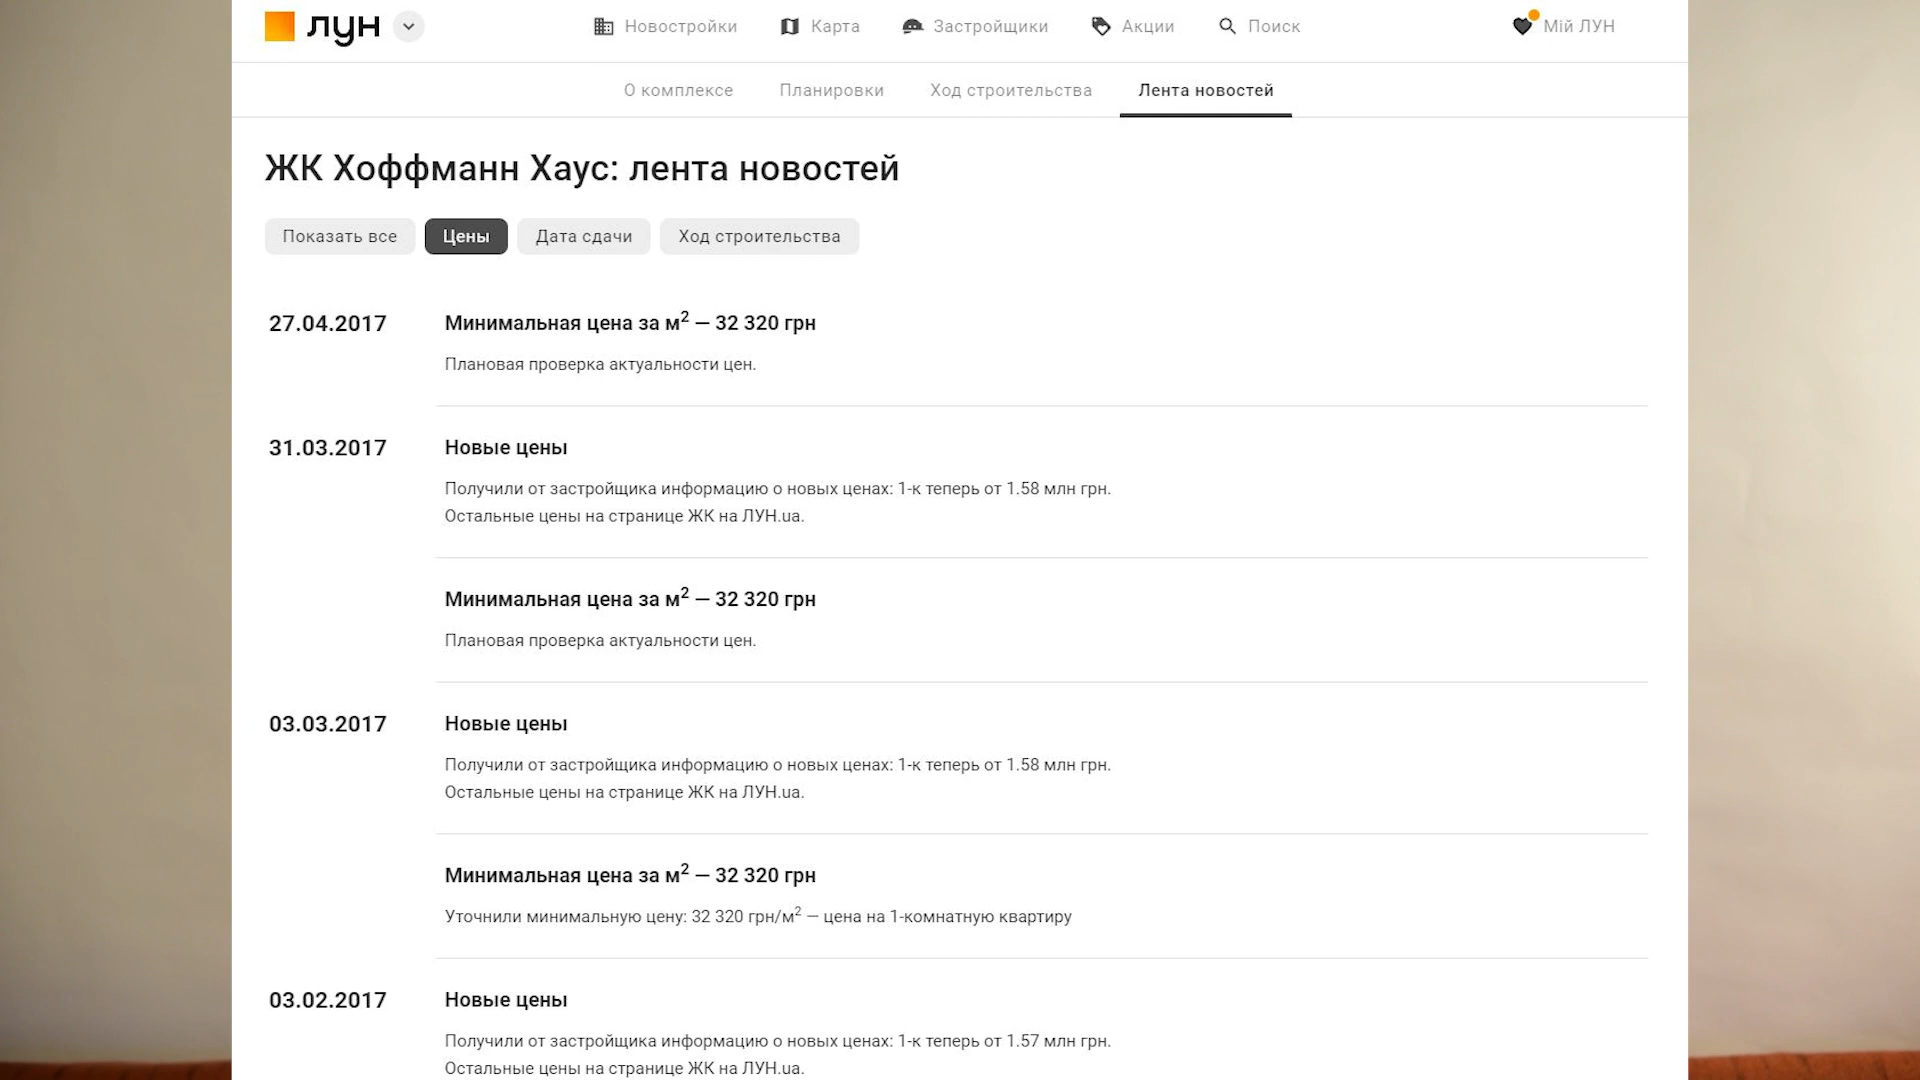 лун
Новостройки
Карта
Застройщики
Акции
Поиск
Мій ЛУН
О комплексе
Планировки
Ход строительства
Лента новостей
ЖК Хоффманн Хаус: лента новостей
Показать все
Цены
Дата сдачи
Ход строительства
27.04.2017
Минимальная цена за м² — 32 320 грн
Плановая проверка актуальности цен.
31.03.2017
Новые цены
Получили от застройщика информацию о новых ценах: 1-к теперь от 1.58 млн грн.
Остальные цены на странице ЖК на ЛУН.ua.
Минимальная цена за м² — 32 320 грн
Плановая проверка актуальности цен.
03.03.2017
Новые цены
Получили от застройщика информацию о новых ценах: 1-к теперь от 1.58 млн грн.
Остальные цены на странице ЖК на ЛУН.ua.
Минимальная цена за м² — 32 320 грн
Уточнили минимальную цену: 32 320 грн/м² — цена на 1-комнатную квартиру
03.02.2017
Новые цены
Получили от застройщика информацию о новых ценах: 1-к теперь от 1.57 млн грн.
Остальные цены на странице ЖК на ЛУН.ua.